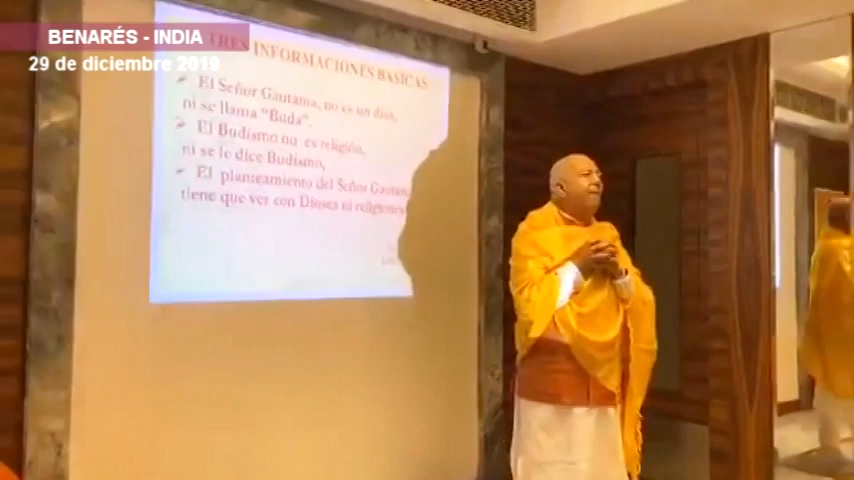 BENARÉS - INDIA
29 de diciembre 2019
TRES INFORMACIONES BASICAS
➢ El Señor Gautama, no es un dios,
ni se llama "Buda".
➢ El Budismo no es religión,
ni se le dice Budismo,
➢ El planteamiento del Señor Gautama,
tiene que ver con Dioses ni religiones